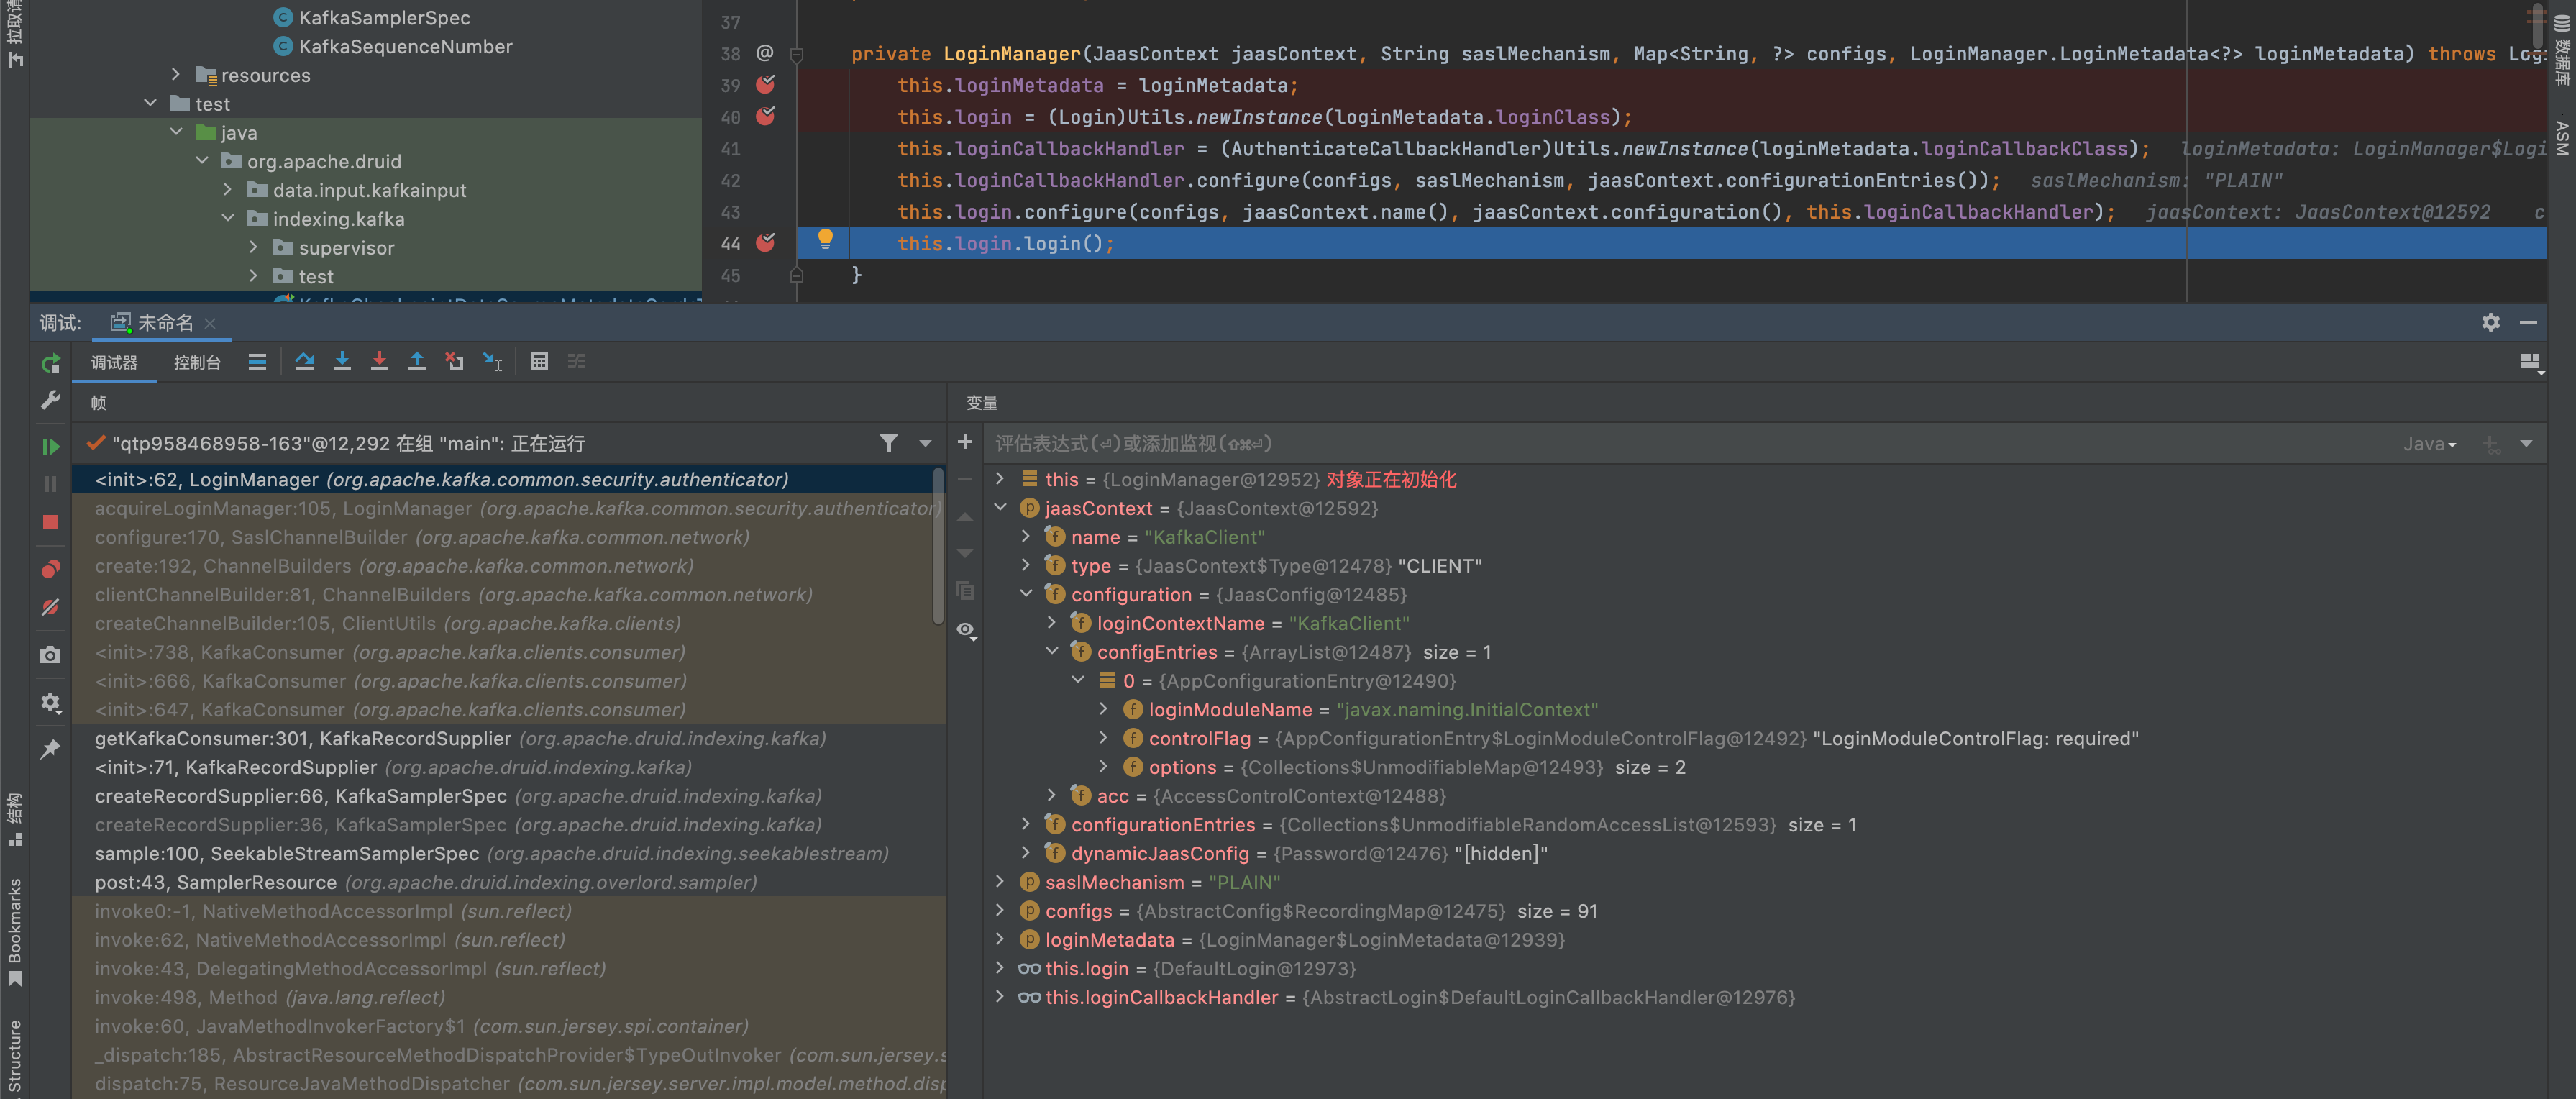 拉取请
KafkaSamplerSpec
KafkaSequenceNumber
resources
test
java
org.apache.druid
data.input.kafkainput
indexing.kafka
supervisor
test
37
38 @ private LoginManager(JaasContext jaasContext, String saslMechanism, Map<String, ?> configs, LoginManager.LoginMetadata<?> loginMetadata) throws Logi
39 this.loginMetadata = loginMetadata;
40 this.login = (Login)Utils.newInstance(loginMetadata.loginClass);
41 this.loginCallbackHandler = (AuthenticateCallbackHandler)Utils.newInstance(loginMetadata.loginCallbackClass); loginMetadata: LoginManager$Logi
42 this.loginCallbackHandler.configure(configs, saslMechanism, jaasContext.configurationEntries()); saslMechanism: "PLAIN"
43 this.login.configure(configs, jaasContext.name(), jaasContext.configuration(), this.loginCallbackHandler); jaasContext: JaasContext@12592 c
44 this.login.login();
45 }
数据库
ASM
调试: 未命名
调试器 控制台
帧
"qtp958468958-163"@12,292 在组 "main": 正在运行
<init>:62, LoginManager (org.apache.kafka.common.security.authenticator)
acquireLoginManager:105, LoginManager (org.apache.kafka.common.security.authenticator)
configure:170, SaslChannelBuilder (org.apache.kafka.common.network)
create:192, ChannelBuilders (org.apache.kafka.common.network)
clientChannelBuilder:81, ChannelBuilders (org.apache.kafka.common.network)
createChannelBuilder:105, ClientUtils (org.apache.kafka.clients)
<init>:738, KafkaConsumer (org.apache.kafka.clients.consumer)
<init>:666, KafkaConsumer (org.apache.kafka.clients.consumer)
<init>:647, KafkaConsumer (org.apache.kafka.clients.consumer)
getKafkaConsumer:301, KafkaRecordSupplier (org.apache.druid.indexing.kafka)
<init>:71, KafkaRecordSupplier (org.apache.druid.indexing.kafka)
createRecordSupplier:66, KafkaSamplerSpec (org.apache.druid.indexing.kafka)
createRecordSupplier:36, KafkaSamplerSpec (org.apache.druid.indexing.kafka)
sample:100, SeekableStreamSamplerSpec (org.apache.druid.indexing.seekablestream)
post:43, SamplerResource (org.apache.druid.indexing.overlord.sampler)
invoke0:-1, NativeMethodAccessorImpl (sun.reflect)
invoke:62, NativeMethodAccessorImpl (sun.reflect)
invoke:43, DelegatingMethodAccessorImpl (sun.reflect)
invoke:498, Method (java.lang.reflect)
invoke:60, JavaMethodInvokerFactory$1 (com.sun.jersey.spi.container)
_dispatch:185, AbstractResourceMethodDispatchProvider$TypeOutInvoker (com.sun.jersey.s
dispatch:75, ResourceJavaMethodDispatcher (com.sun.jersey.server.impl.model.method.disp
变量
评估表达式(⏎)或添加监视(⇧⌘⏎)
Java
this = {LoginManager@12952} 对象正在初始化
jaasContext = {JaasContext@12592}
name = "KafkaClient"
type = {JaasContext$Type@12478} "CLIENT"
configuration = {JaasConfig@12485}
loginContextName = "KafkaClient"
configEntries = {ArrayList@12487} size = 1
0 = {AppConfigurationEntry@12490}
loginModuleName = "javax.naming.InitialContext"
controlFlag = {AppConfigurationEntry$LoginModuleControlFlag@12492} "LoginModuleControlFlag: required"
options = {Collections$UnmodifiableMap@12493} size = 2
acc = {AccessControlContext@12488}
configurationEntries = {Collections$UnmodifiableRandomAccessList@12593} size = 1
dynamicJaasConfig = {Password@12476} "[hidden]"
saslMechanism = "PLAIN"
configs = {AbstractConfig$RecordingMap@12475} size = 91
loginMetadata = {LoginManager$LoginMetadata@12939}
this.login = {DefaultLogin@12973}
this.loginCallbackHandler = {AbstractLogin$DefaultLoginCallbackHandler@12976}
结构
Bookmarks
Structure